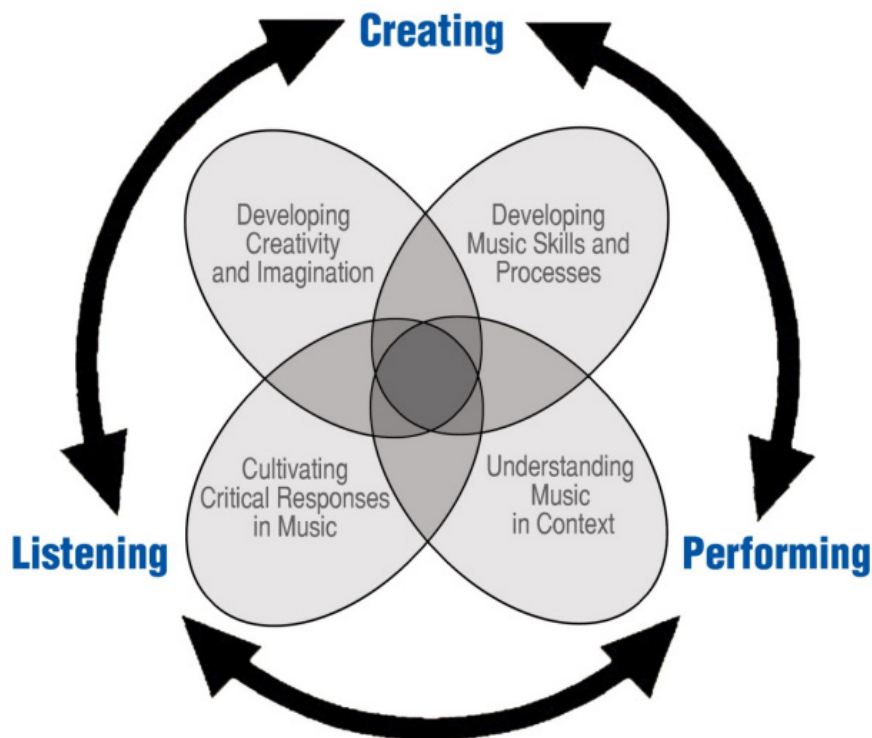 Creating
Developing
Creativity
and Imagination
Developing
Music Skills and
Processes
Cultivating
Critical Responses
in Music
Understanding
Music
in Context
Listening
Performing